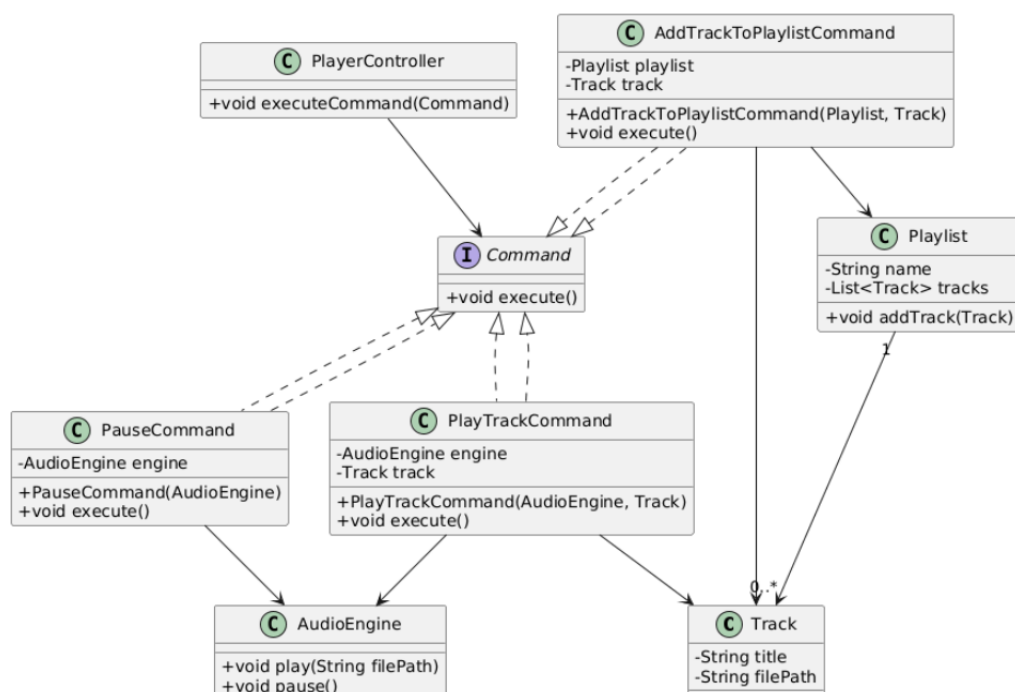 C PlayerController
+void executeCommand(Command)
C AddTrackToPlaylistCommand
-Playlist playlist
-Track track
+AddTrackToPlaylistCommand(Playlist, Track)
+void execute()
I Command
+void execute()
C Playlist
-String name
-List<Track> tracks
+void addTrack(Track)
1
C PauseCommand
-AudioEngine engine
+PauseCommand(AudioEngine)
+void execute()
C PlayTrackCommand
-AudioEngine engine
-Track track
+PlayTrackCommand(AudioEngine, Track)
+void execute()
0..*
C AudioEngine
+void play(String filePath)
+void pause()
C Track
-String title
-String filePath